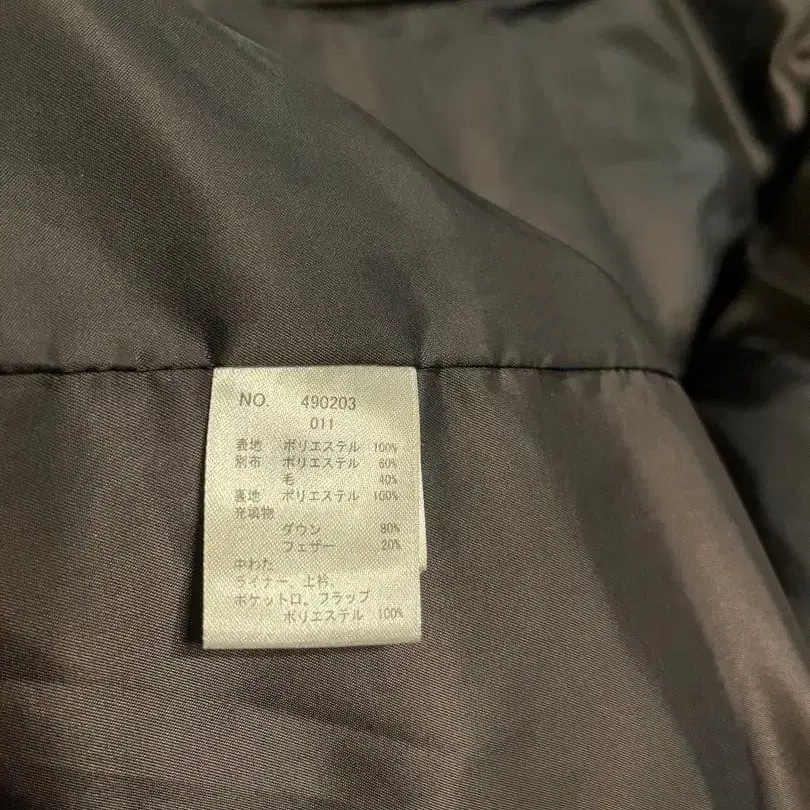 NO. 490203
011
表地 ポリエステル 100%
別布 ポリエステル 60%
毛 40%
裏地 ポリエステル 100%
充填物
ダウン 80%
フェザー 20%
中わた
ライナー、上衿、
ポケット口、フラップ
ポリエステル 100%